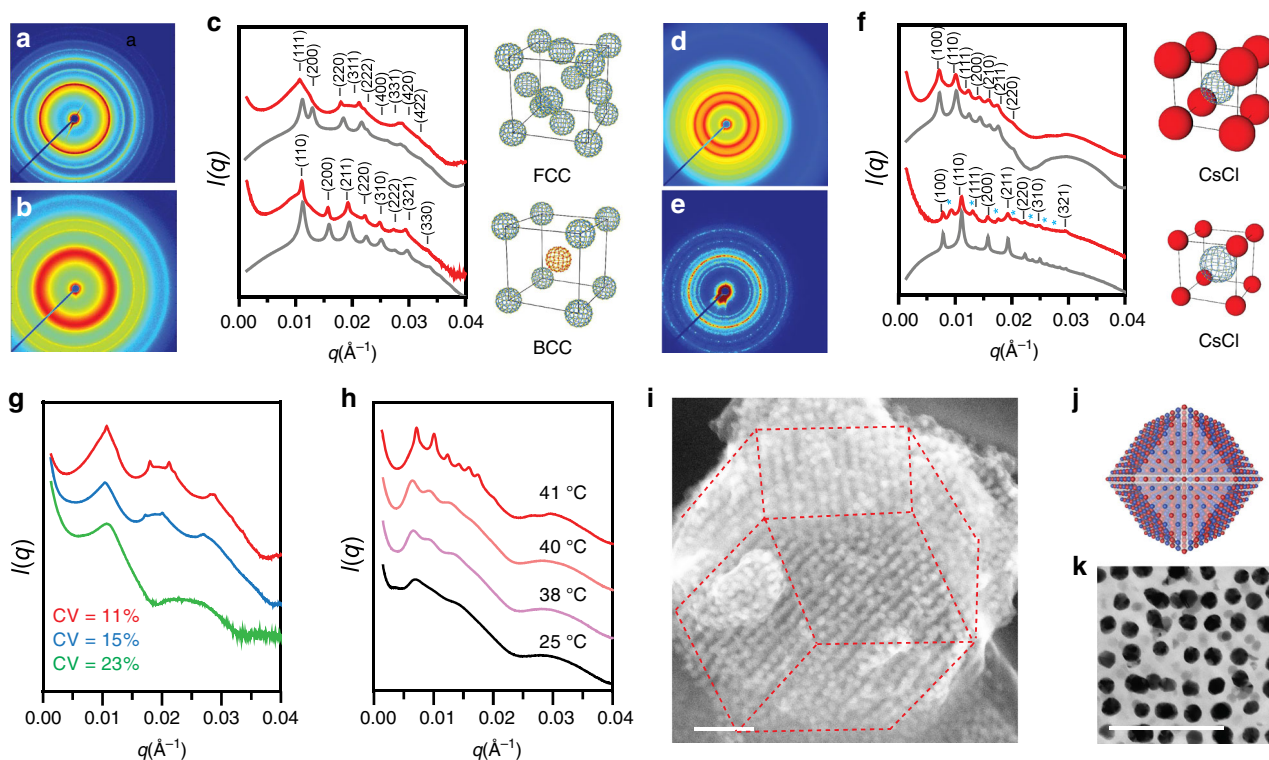 a
a
b
c
I(q)
(111)
(200)
(220)
(311)
(222)
(400)
(331)
(420)
(422)
(110)
(200)
(211)
(220)
(310)
(222)
(321)
(330)
0.00 0.01 0.02 0.03 0.04
q(Å⁻¹)
FCC
BCC
d
e
f
I(q)
(100)
(110)
(111)
(200)
(210)
(211)
(220)
(100)
*
(110)
*
(111)
(200)
*
(211)
*
(220)
*
(310)
*
*
*
(321)
0.00 0.01 0.02 0.03 0.04
q(Å⁻¹)
CsCl
CsCl
g
I(q)
CV = 11%
CV = 15%
CV = 23%
0.00 0.01 0.02 0.03 0.04
q(Å⁻¹)
h
I(q)
41 °C
40 °C
38 °C
25 °C
0.00 0.01 0.02 0.03 0.04
q(Å⁻¹)
i
j
k